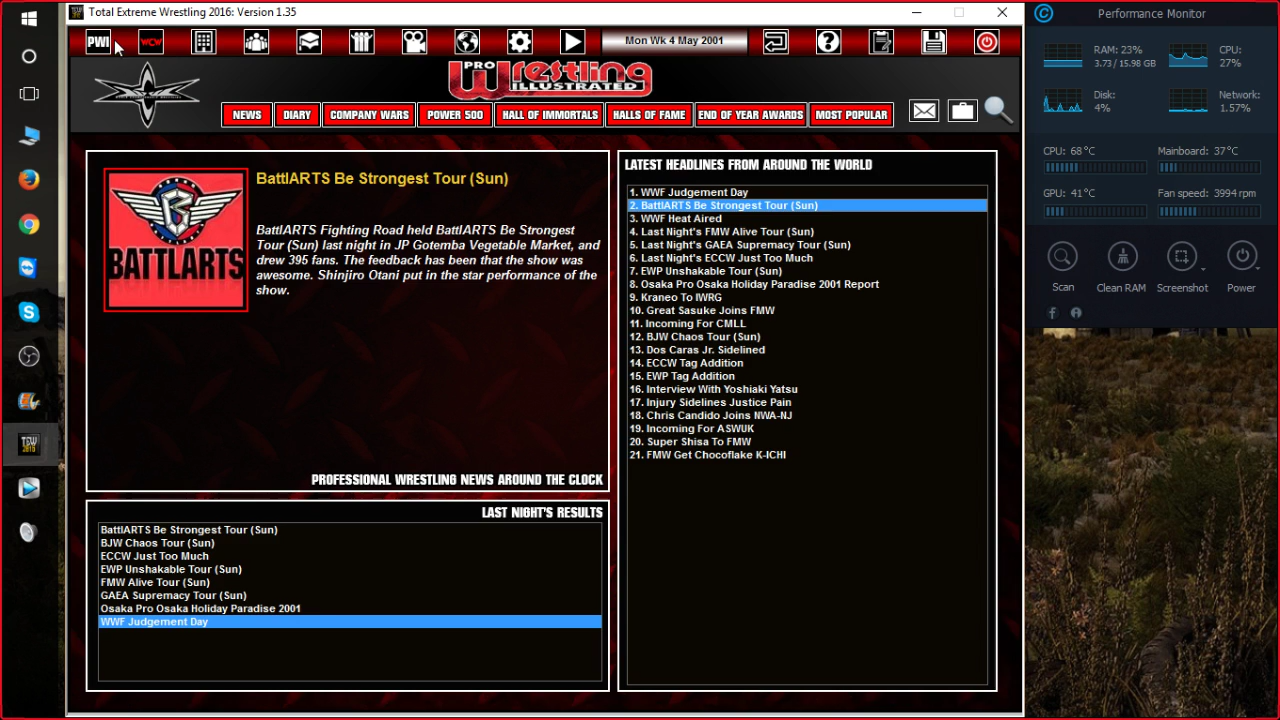 Total Extreme Wrestling 2016: Version 1.35
PWI
WCW
Mon Wk 4 May 2001
PRO
Wrestling
ILLUSTRATED
NEWS
DIARY
COMPANY WARS
POWER 500
HALL OF IMMORTALS
HALLS OF FAME
END OF YEAR AWARDS
MOST POPULAR
BATTLARTS
BattlARTS Be Strongest Tour (Sun)
BattlARTS Fighting Road held BattlARTS Be Strongest
Tour (Sun) last night in JP Gotemba Vegetable Market, and
drew 395 fans. The feedback has been that the show was
awesome. Shinjiro Otani put in the star performance of the
show.
PROFESSIONAL WRESTLING NEWS AROUND THE CLOCK
LAST NIGHT'S RESULTS
BattlARTS Be Strongest Tour (Sun)
BJW Chaos Tour (Sun)
ECCW Just Too Much
EWP Unshakable Tour (Sun)
FMW Alive Tour (Sun)
GAEA Supremacy Tour (Sun)
Osaka Pro Osaka Holiday Paradise 2001
WWF Judgement Day
LATEST HEADLINES FROM AROUND THE WORLD
1. WWF Judgement Day
2. BattlARTS Be Strongest Tour (Sun)
3. WWF Heat Aired
4. Last Night's FMW Alive Tour (Sun)
5. Last Night's GAEA Supremacy Tour (Sun)
6. Last Night's ECCW Just Too Much
7. EWP Unshakable Tour (Sun)
8. Osaka Pro Osaka Holiday Paradise 2001 Report
9. Kraneo To IWRG
10. Great Sasuke Joins FMW
11. Incoming For CMLL
12. BJW Chaos Tour (Sun)
13. Dos Caras Jr. Sidelined
14. ECCW Tag Addition
15. EWP Tag Addition
16. Interview With Yoshiaki Yatsu
17. Injury Sidelines Justice Pain
18. Chris Candido Joins NWA-NJ
19. Incoming For ASWUK
20. Super Shisa To FMW
21. FMW Get Chocoflake K-ICHI
Performance Monitor
RAM: 23%
3.73 / 15.98 GB
CPU:
27%
Disk:
4%
Network:
1.57%
CPU: 68°C
Mainboard: 37°C
GPU: 41°C
Fan speed: 3994 rpm
Scan
Clean RAM
Screenshot
Power
TEW
2016